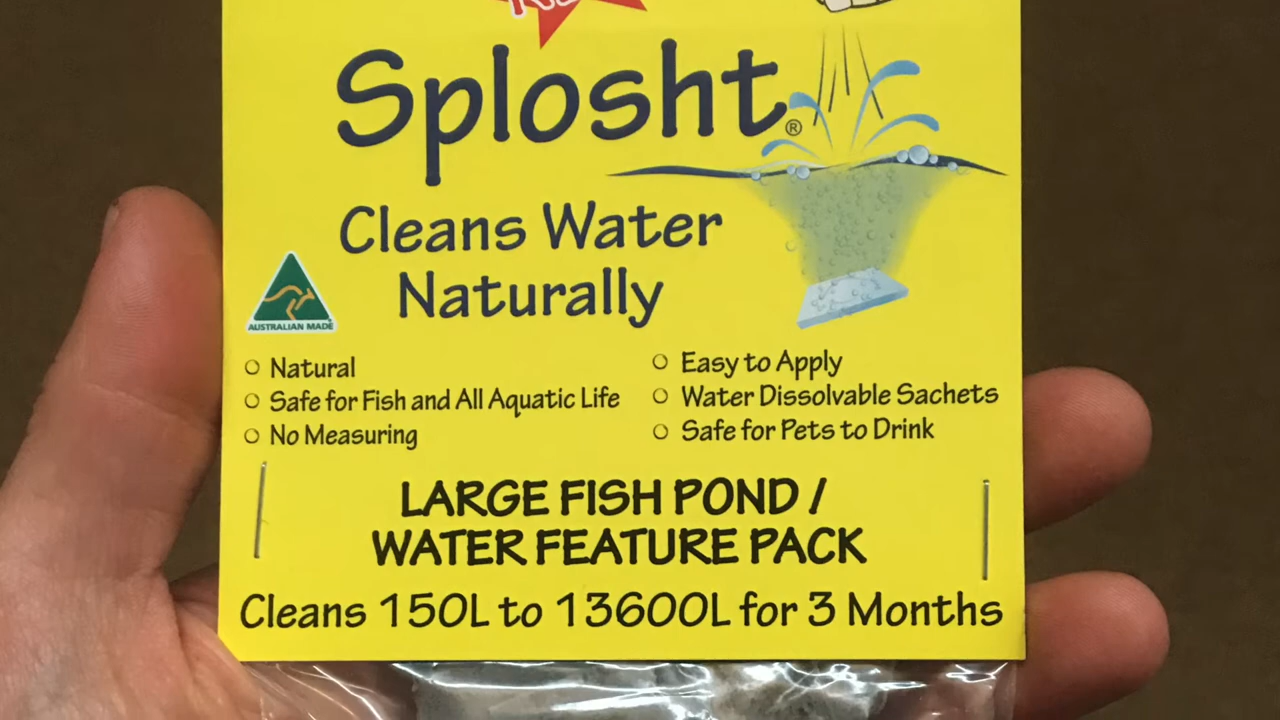 Splosht®
Cleans Water
Naturally
AUSTRALIAN MADE
Natural
Safe for Fish and All Aquatic Life
No Measuring
Easy to Apply
Water Dissolvable Sachets
Safe for Pets to Drink
LARGE FISH POND /
WATER FEATURE PACK
Cleans 150L to 13600L for 3 Months